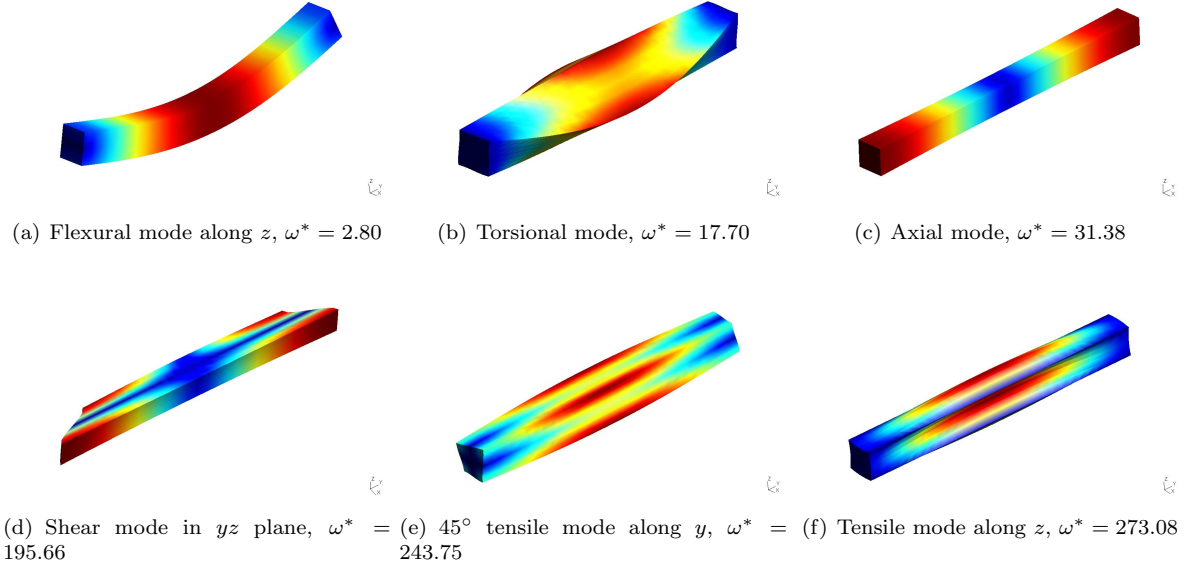 (a) Flexural mode along z, ω* = 2.80
(b) Torsional mode, ω* = 17.70
(c) Axial mode, ω* = 31.38
(d) Shear mode in yz plane, ω* =
195.66
(e) 45° tensile mode along y, ω* =
243.75
(f) Tensile mode along z, ω* = 273.08